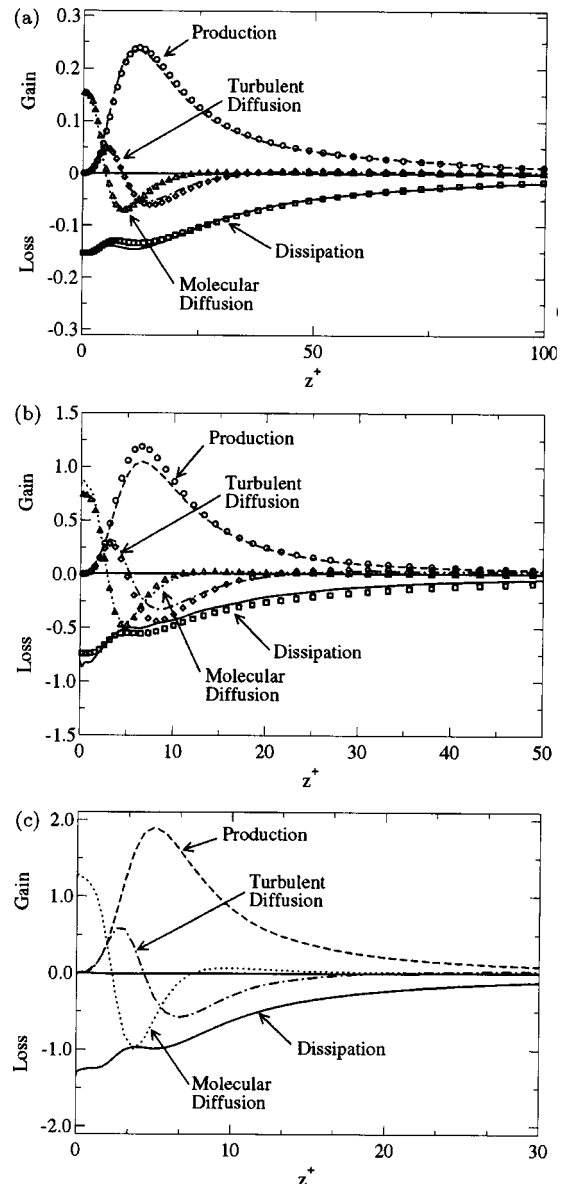 (a)
0.3
0.2
0.1
0
-0.1
-0.2
-0.3
Gain
Loss
Production
Turbulent
Diffusion
Dissipation
Molecular
Diffusion
0
50
100
z+
(b)
1.5
1.0
0.5
0.0
-0.5
-1.0
-1.5
Gain
Loss
Production
Turbulent
Diffusion
Dissipation
Molecular
Diffusion
0
10
20
30
40
50
z+
(c)
2.0
1.0
0.0
-1.0
-2.0
Gain
Loss
Production
Turbulent
Diffusion
Dissipation
Molecular
Diffusion
0
10
20
30
z+